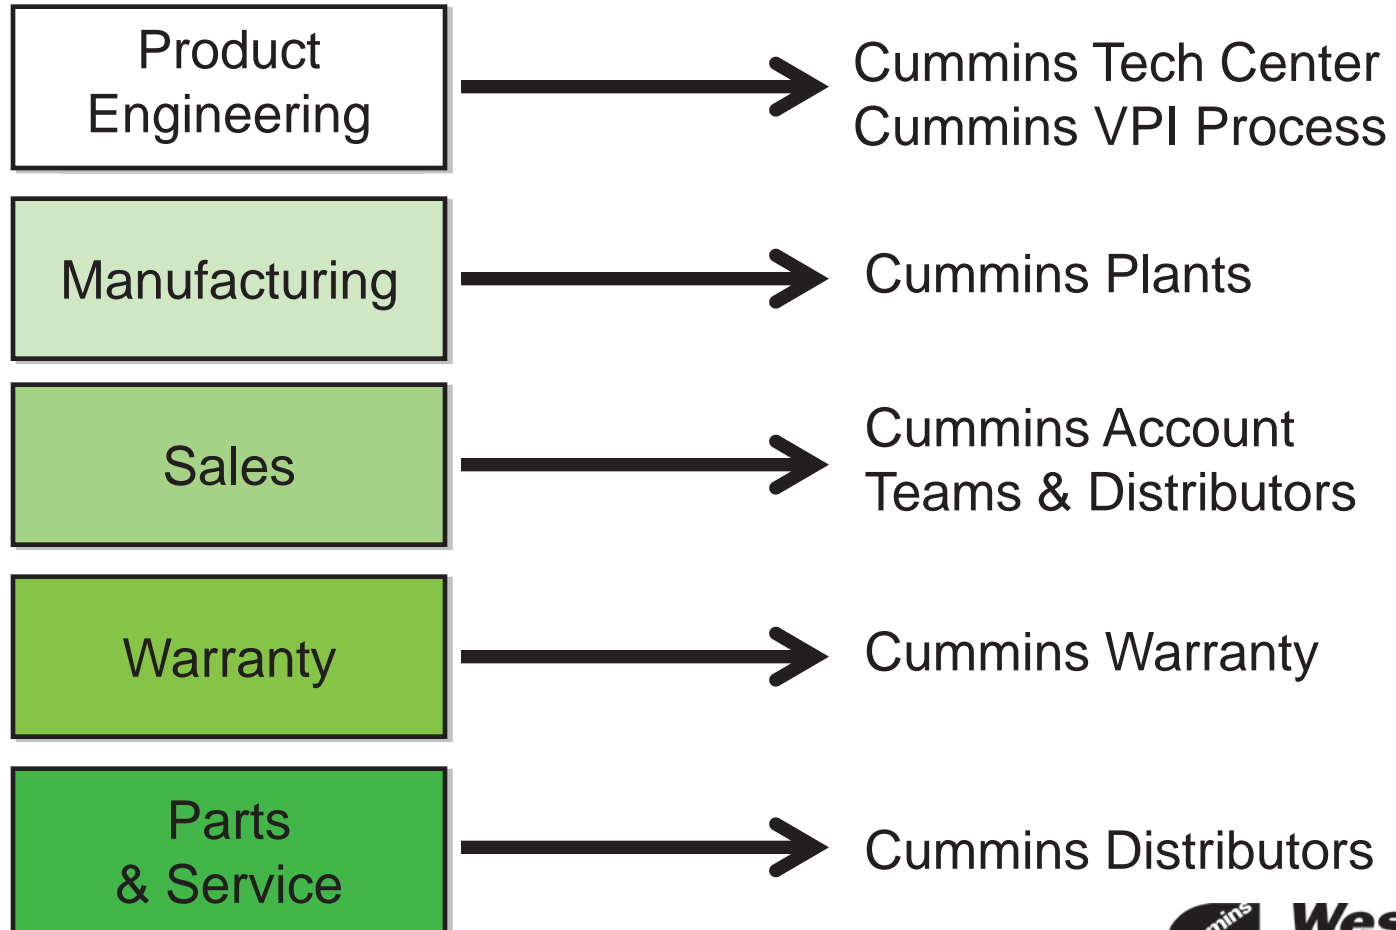 Product
Engineering
Cummins Tech Center
Cummins VPI Process
Manufacturing
Cummins Plants
Sales
Cummins Account
Teams & Distributors
Warranty
Cummins Warranty
Parts
& Service
Cummins Distributors